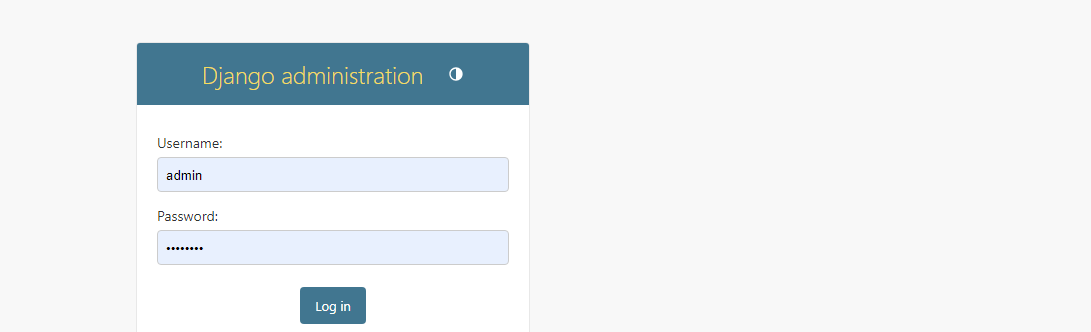 Django administration
Username:
admin
Password:
••••••••
Log in